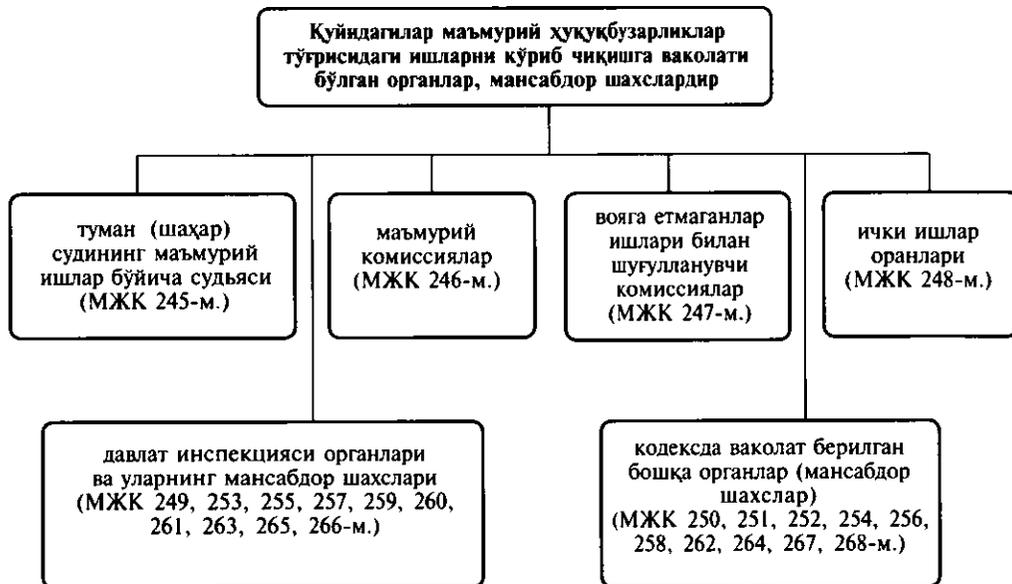 Қуйидагилар маъмурий ҳуқуқбузарликлар
тўғрисидаги ишларни кўриб чиқишга ваколати
бўлган органлар, мансабдор шахслардир
туман (шаҳар)
судининг маъмурий
ишлар бўйича судьяси
(МЖК 245-м.)
маъмурий
комиссиялар
(МЖК 246-м.)
вояга етмаганлар
ишлари билан
шуғулланувчи
комиссиялар
(МЖК 247-м.)
ички ишлар
оранлари
(МЖК 248-м.)
давлат инспекцияси органлари
ва уларнинг мансабдор шахслари
(МЖК 249, 253, 255, 257, 259, 260,
261, 263, 265, 266-м.)
кодексда ваколат берилган
бошқа органлар (мансабдор
шахслар)
(МЖК 250, 251, 252, 254, 256,
258, 262, 264, 267, 268-м.)